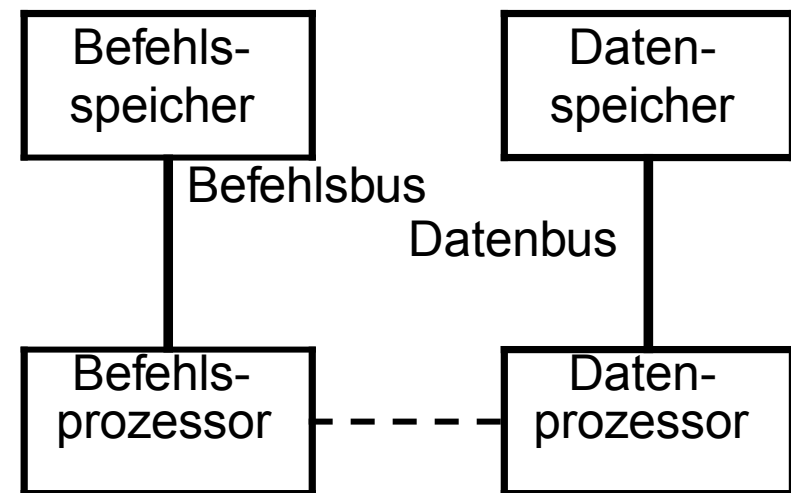 Befehls-
speicher
Daten-
speicher
Befehlsbus
Datenbus
Befehls-
prozessor
Daten-
prozessor